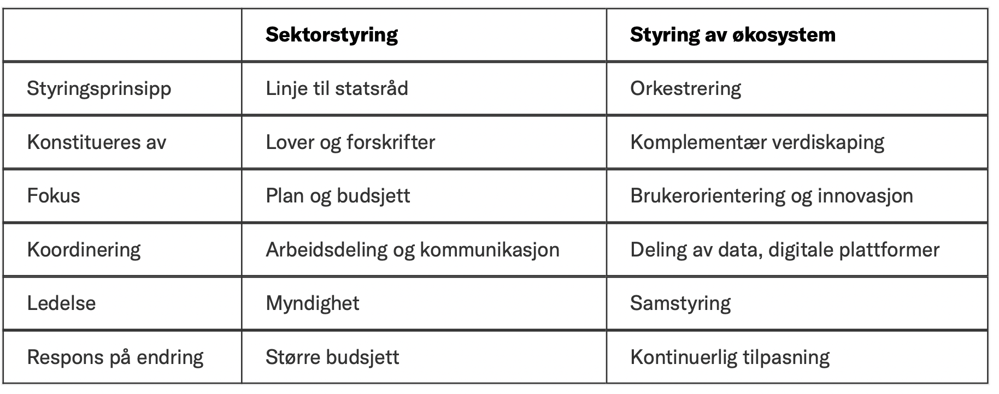 Sektorstyring Styring av økosystem
Styringsprinsipp Linje til statsråd Orkestrering
Konstitueres av Lover og forskrifter Komplementær verdiskaping
Fokus Plan og budsjett Brukerorientering og innovasjon
Koordinering Arbeidsdeling og kommunikasjon Deling av data, digitale plattformer
Ledelse Myndighet Samstyring
Respons på endring Større budsjett Kontinuerlig tilpasning